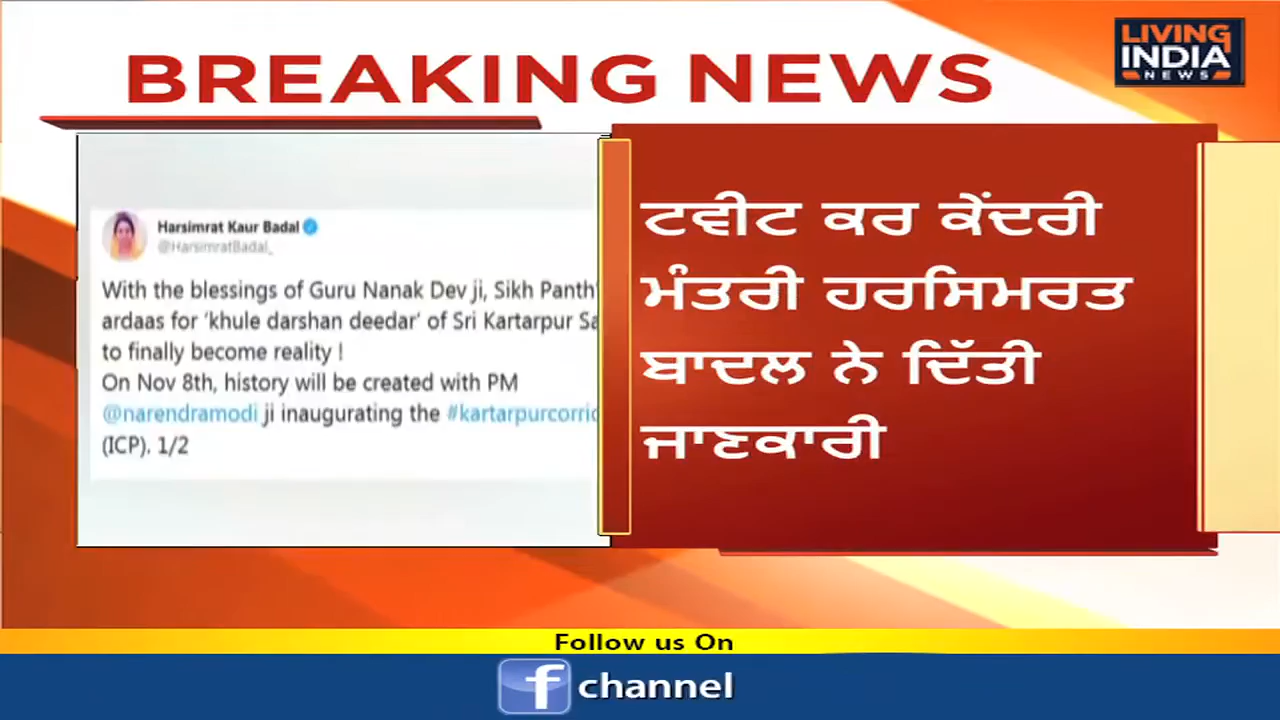 BREAKING NEWS
LIVING
INDIA
NEWS
Harsimrat Kaur Badal
@HarsimratBadal_
With the blessings of Guru Nanak Dev ji, Sikh Panth'
ardaas for 'khule darshan deedar' of Sri Kartarpur Sa
to finally become reality !
On Nov 8th, history will be created with PM
@narendramodi ji inaugurating the #kartarpurcorric
(ICP). 1/2
ਟਵੀਟ ਕਰ ਕੇਂਦਰੀ
ਮੰਤਰੀ ਹਰਸਿਮਰਤ
ਬਾਦਲ ਨੇ ਦਿੱਤੀ
ਜਾਣਕਾਰੀ
Follow us On
f channel